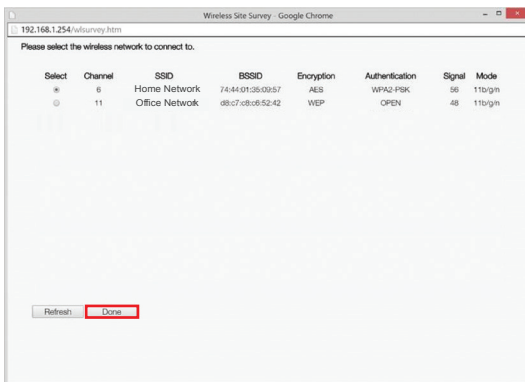 Wireless Site Survey - Google Chrome
192.168.1.254/wlsurvey.htm
Please select the wireless network to connect to.
Select Channel SSID BSSID Encryption Authentication Signal Mode
6 Home Network 74:44:01:35:09:57 AES WPA2-PSK 56 11b/g/n
11 Office Network d8:c7:c8:c6:52:42 WEP OPEN 48 11b/g/n
Refresh Done